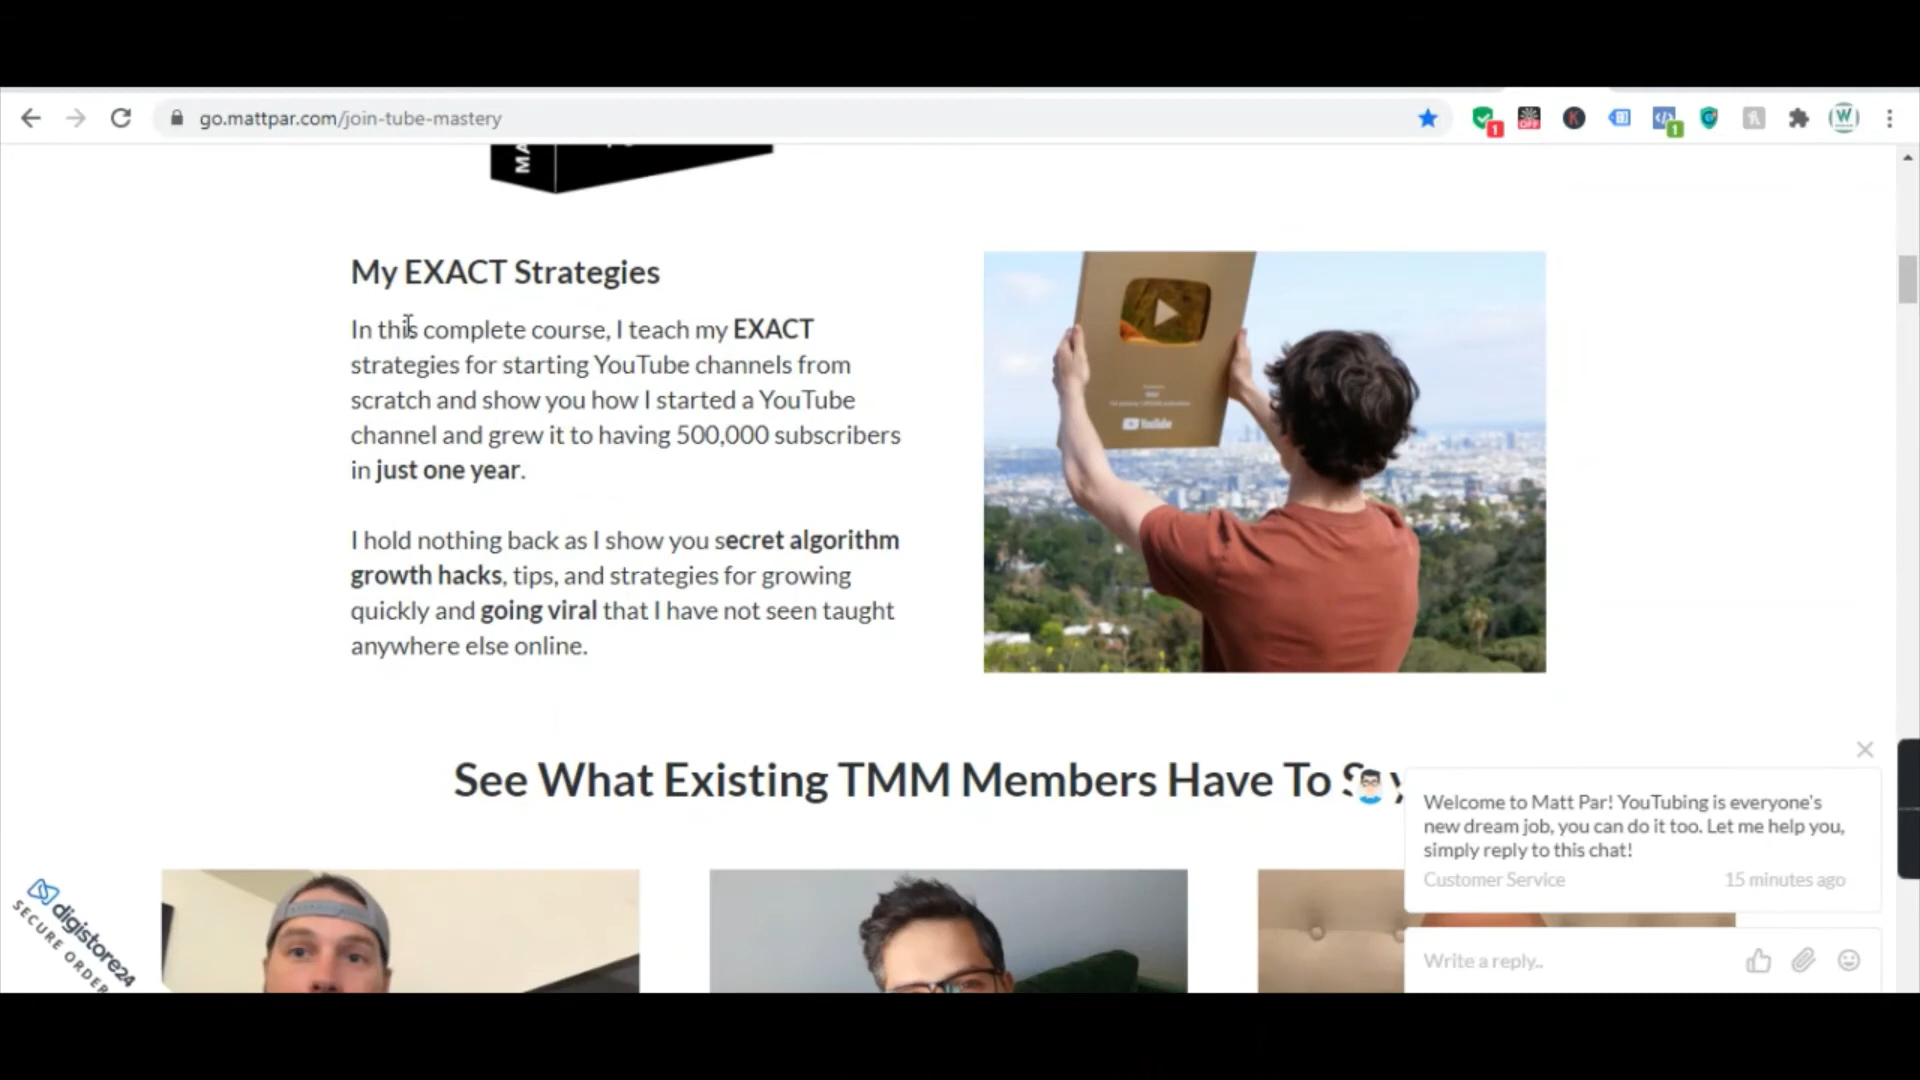 go.mattpar.com/join-tube-mastery
1
OFF
K
1
W
MA
My EXACT Strategies
In this complete course, I teach my EXACT
strategies for starting YouTube channels from
scratch and show you how I started a YouTube
channel and grew it to having 500,000 subscribers
in just one year.
I hold nothing back as I show you secret algorithm
growth hacks, tips, and strategies for growing
quickly and going viral that I have not seen taught
anywhere else online.
YouTube
See What Existing TMM Members Have To
Welcome to Matt Par! YouTubing is everyone's
new dream job, you can do it too. Let me help you,
simply reply to this chat!
Customer Service 15 minutes ago
Write a reply..
digistore24
SECURE ORDER